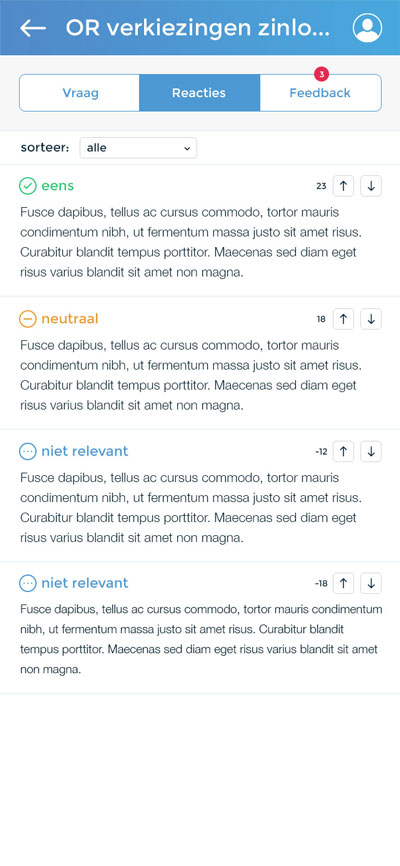 OR verkiezingen zinlo...
3
Vraag
Reacties
Feedback
sorteer: alle
eens 23
Fusce dapibus, tellus ac cursus commodo, tortor mauris
condimentum nibh, ut fermentum massa justo sit amet risus.
Curabitur blandit tempus porttitor. Maecenas sed diam eget
risus varius blandit sit amet non magna.
neutraal 18
Fusce dapibus, tellus ac cursus commodo, tortor mauris
condimentum nibh, ut fermentum massa justo sit amet risus.
Curabitur blandit tempus porttitor. Maecenas sed diam eget
risus varius blandit sit amet non magna.
niet relevant -12
Fusce dapibus, tellus ac cursus commodo, tortor mauris
condimentum nibh, ut fermentum massa justo sit amet risus.
Curabitur blandit tempus porttitor. Maecenas sed diam eget
risus varius blandit sit amet non magna.
niet relevant -18
Fusce dapibus, tellus ac cursus commodo, tortor mauris condimentum
nibh, ut fermentum massa justo sit amet risus. Curabitur blandit
tempus porttitor. Maecenas sed diam eget risus varius blandit sit amet
non magna.